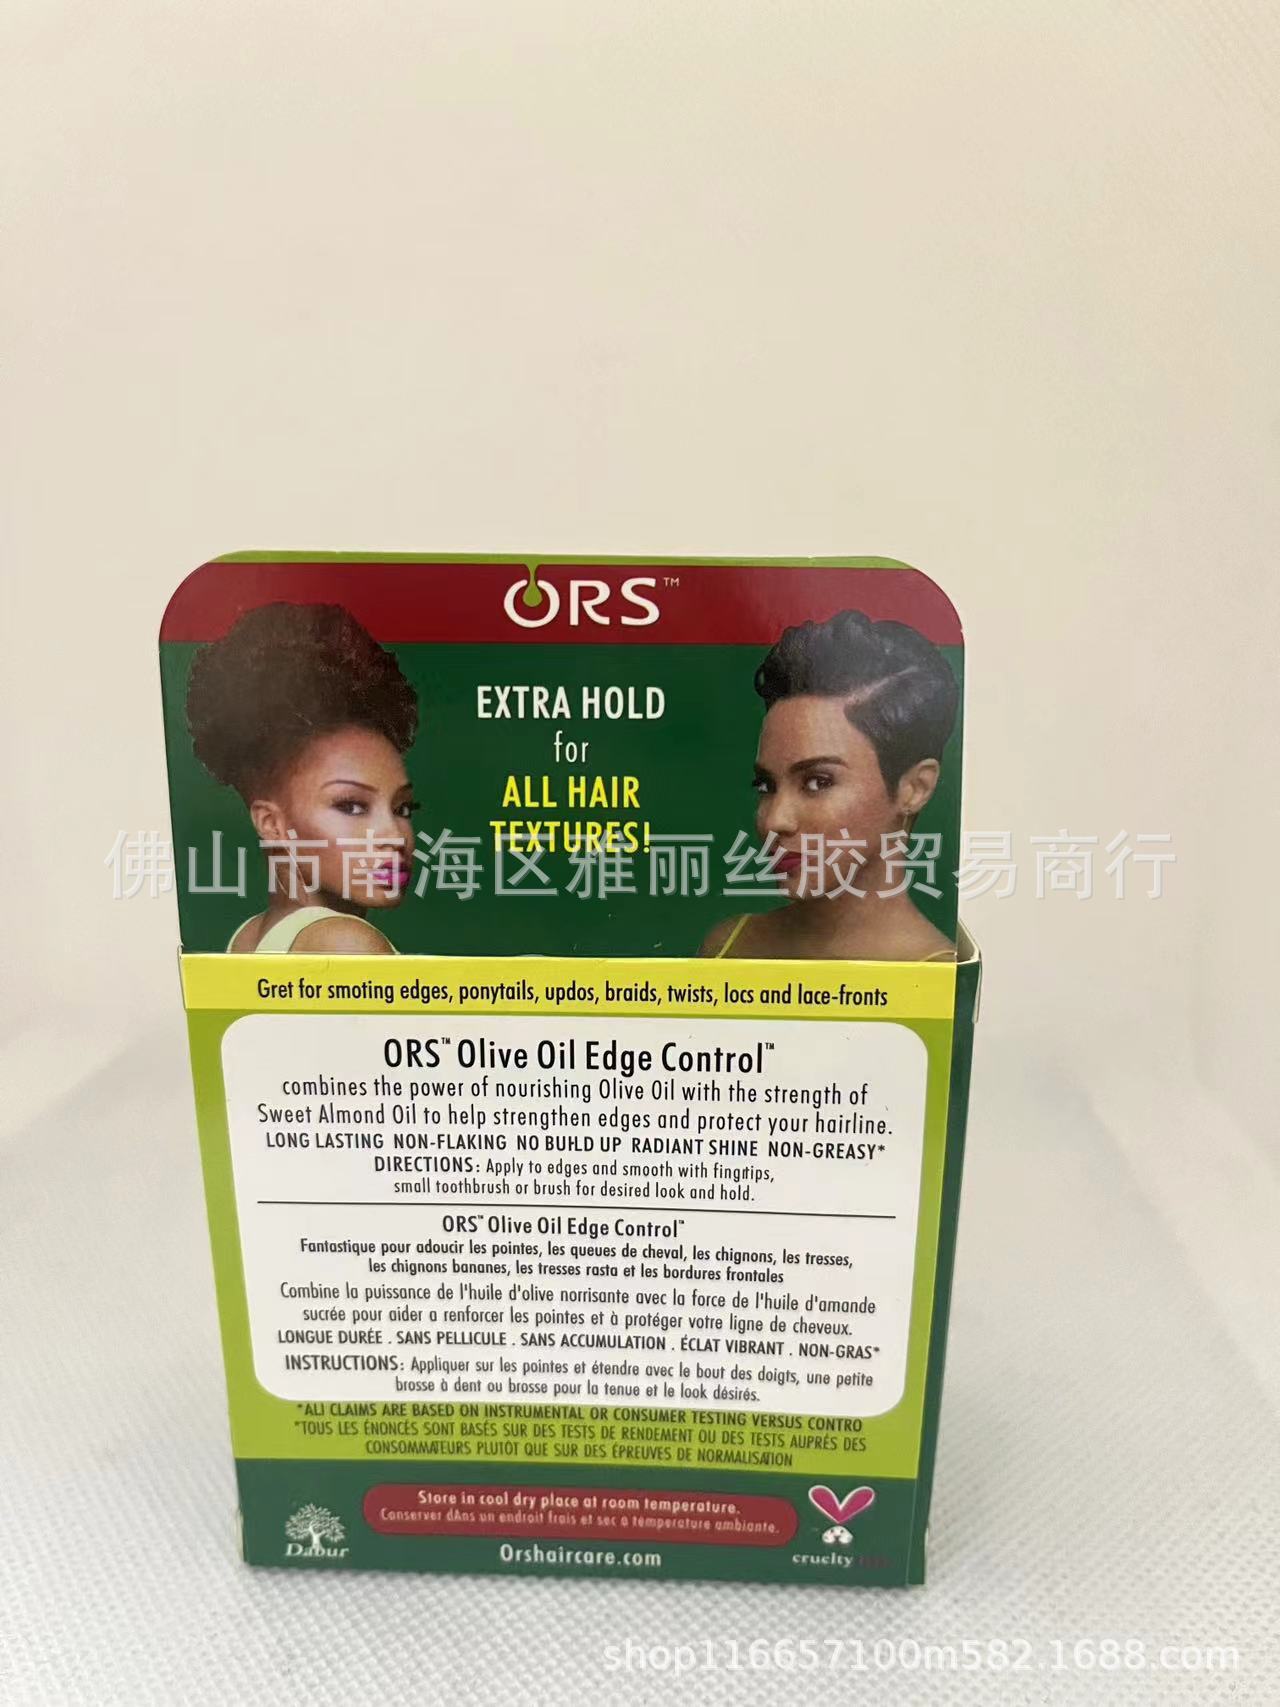 ORS™
EXTRA HOLD
for
ALL HAIR
TEXTURES!
佛山市南海区雅丽丝胶贸易商行
Gret for smoting edges, ponytails, updos, braids, twists, locs and lace-fronts
ORS™ Olive Oil Edge Control™
combines the power of nourishing Olive Oil with the strength of
Sweet Almond Oil to help strengthen edges and protect your hairline.
LONG LASTING NON-FLAKING NO BUILD UP RADIANT SHINE NON-GREASY*
DIRECTIONS: Apply to edges and smooth with fingrtips,
small toothbrush or brush for desired look and hold.
ORS™ Olive Oil Edge Control™
Fantastique pour adoucir les pointes, les queues de cheval, les chignons, les tresses,
les chignons bananes, les tresses rasta et les bordures frontales
Combine la puissance de l'huile d'olive norrisante avec la force de l'huile d'amande
sucrée pour aider a renforcer les pointes et à protéger votre ligne de cheveux.
LONGUE DURÉE . SANS PELLICULE . SANS ACCUMULATION . ÉCLAT VIBRANT . NON-GRAS*
INSTRUCTIONS: Appliquer sur les pointes et étendre avec le bout des doigts, une petite
brosse à dent ou brosse pour la tenue et le look désirés.
*ALI CLAIMS ARE BASED ON INSTRUMENTAL OR CONSUMER TESTING VERSUS CONTRO
*TOUS LES ÉNONCÉS SONT BASÉS SUR DES TESTS DE RENDEMENT OU DES TESTS AUPRÉS DES
CONSOMMATEURS PLUTOT QUE SUR DES ÉPREUVES DE NORMALISATION
Store in cool dry place at room temperature.
Conserver dAns un endroit frais et sec a temperature ambiante.
Dabur
Orshaircare.com
cruelty
shop116657100m582.1688.com